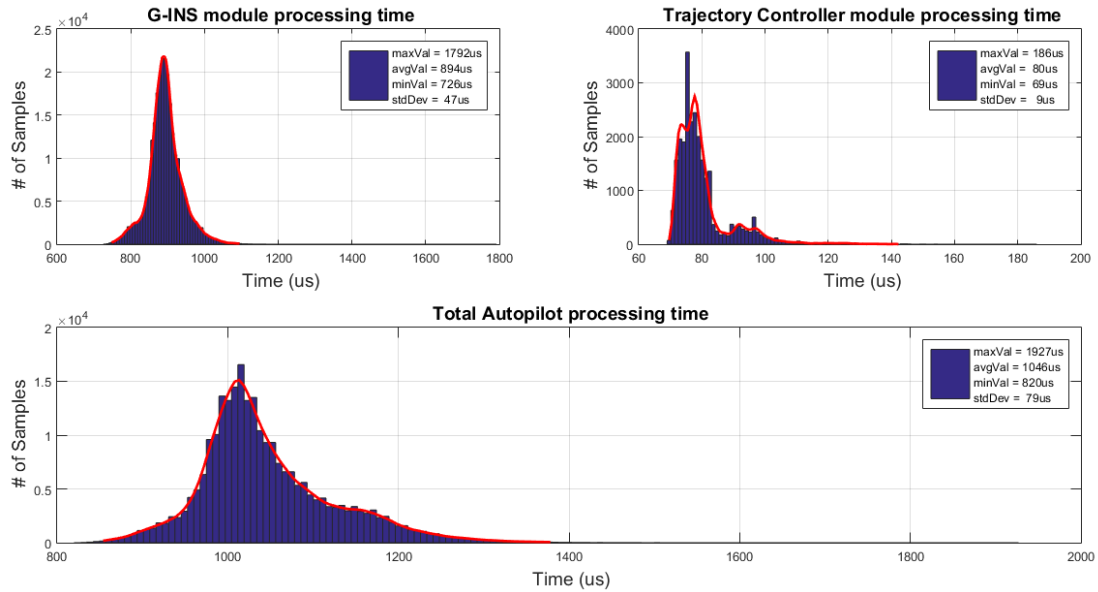 G-INS module processing time
×10^4
2.5
2
1.5
1
0.5
0
# of Samples
600 800 1000 1200 1400 1600 1800
Time (us)
maxVal = 1792us
avgVal = 894us
minVal = 726us
stdDev = 47us
Trajectory Controller module processing time
4000
3000
2000
1000
0
# of Samples
60 80 100 120 140 160 180 200
Time (us)
maxVal = 186us
avgVal = 80us
minVal = 69us
stdDev = 9us
Total Autopilot processing time
×10^4
2
1.5
1
0.5
0
# of Samples
800 1000 1200 1400 1600 1800 2000
Time (us)
maxVal = 1927us
avgVal = 1046us
minVal = 820us
stdDev = 79us